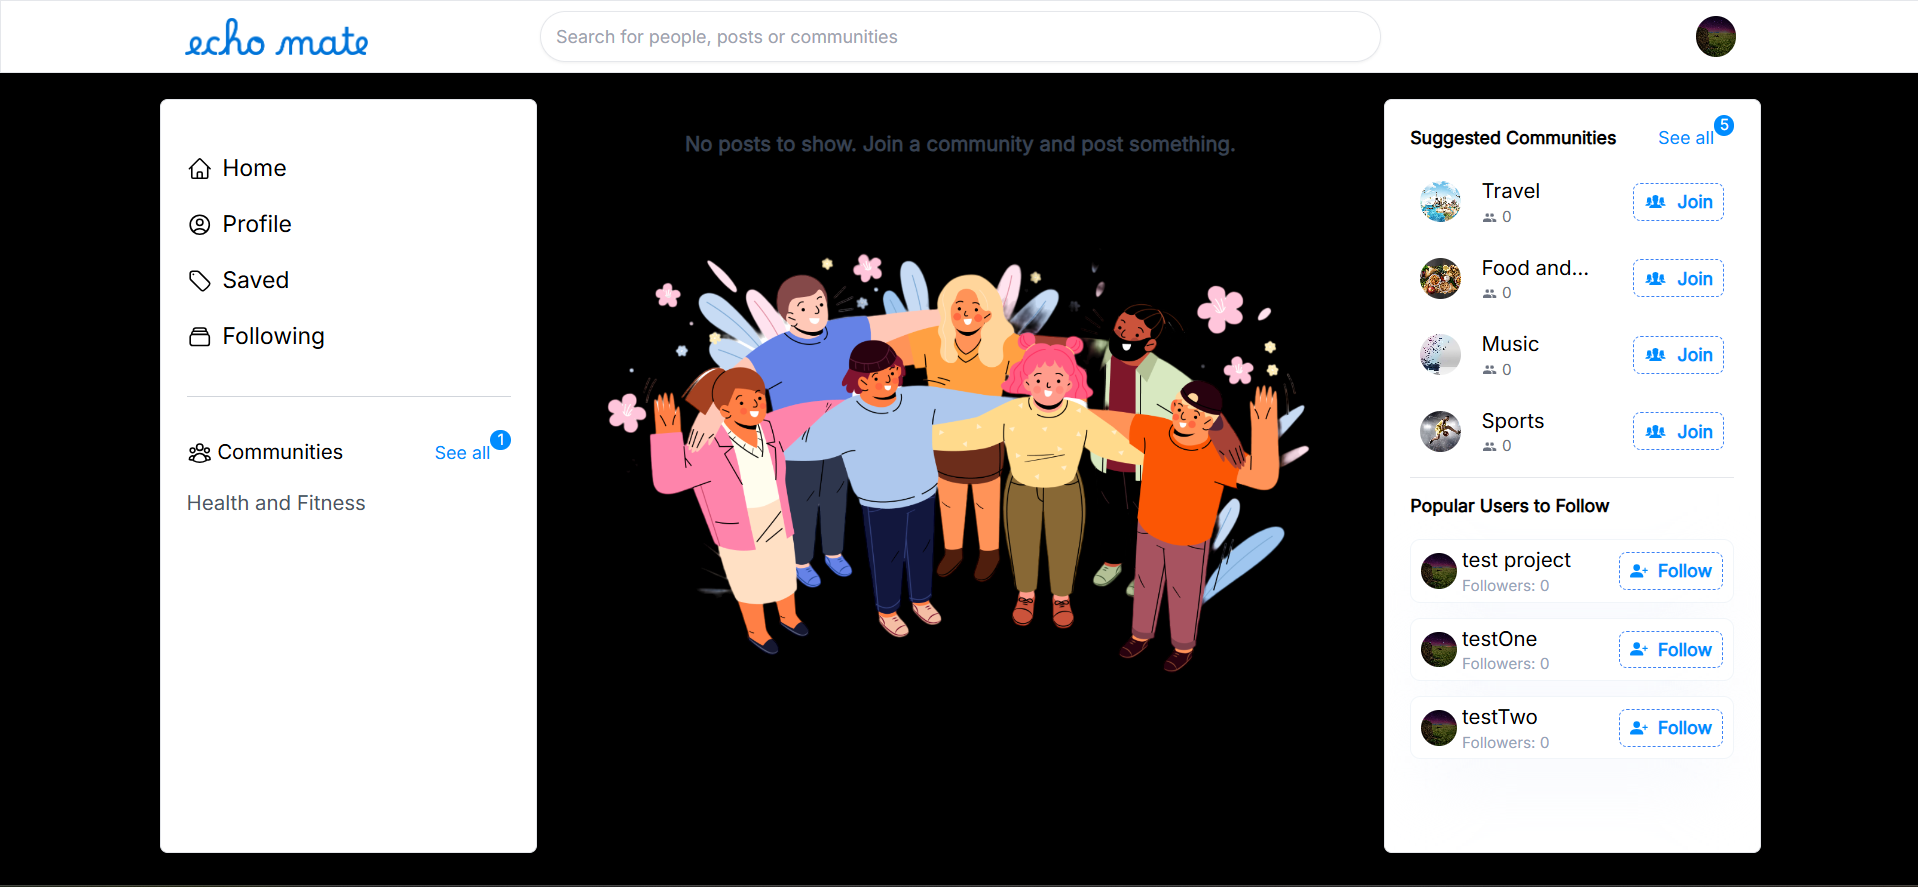 echo mate
Search for people, posts or communities
Home
Profile
Saved
Following
Communities
See all
1
Health and Fitness
No posts to show. Join a community and post something.
Suggested Communities
See all
5
Travel
0
Join
Food and...
0
Join
Music
0
Join
Sports
0
Join
Popular Users to Follow
test project
Followers: 0
Follow
testOne
Followers: 0
Follow
testTwo
Followers: 0
Follow